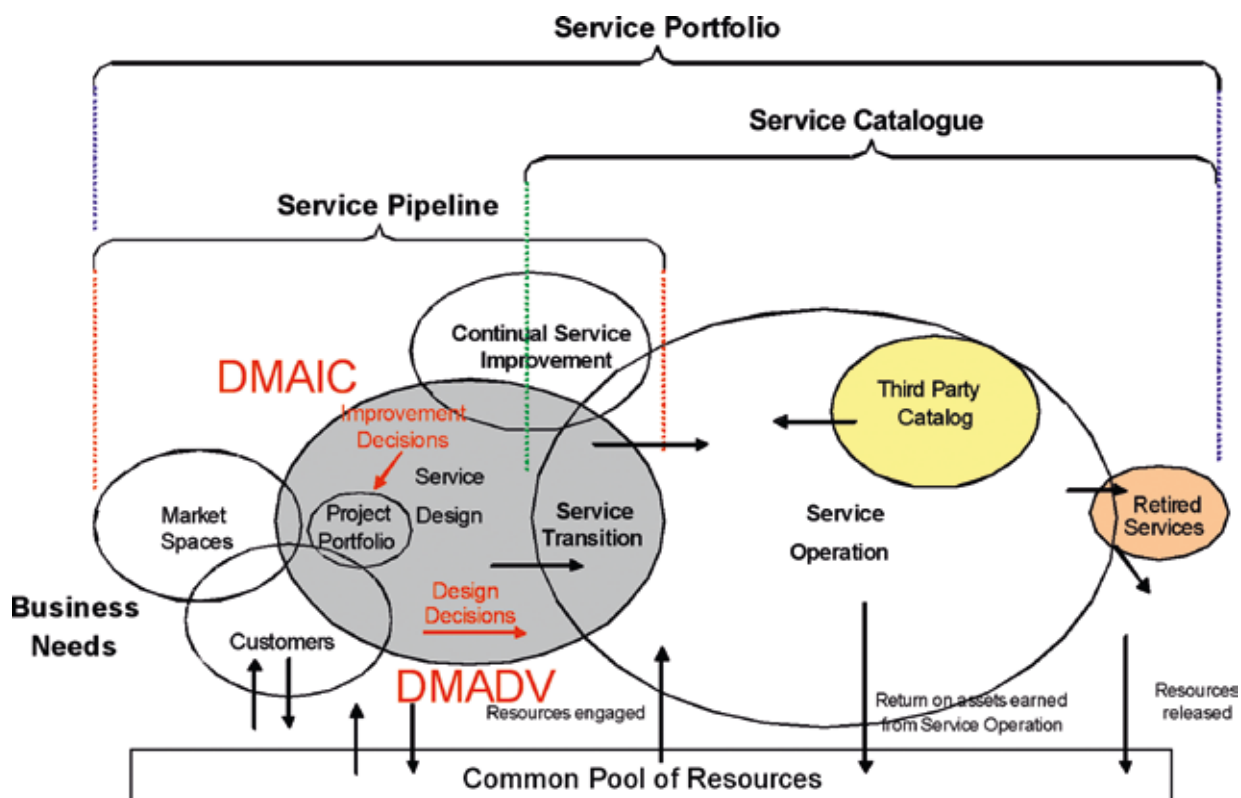 Service Portfolio
Service Catalogue
Service Pipeline
Continual Service
Improvement
DMAIC
Third Party
Catalog
Improvement
Decisions
Service
Design
Market
Spaces
Project
Portfolio
Service
Transition
Service
Operation
Retired
Services
Business
Needs
Design
Decisions
Customers
DMADV
Resources engaged
Return on assets earned
from Service Operation
Resources
released
Common Pool of Resources